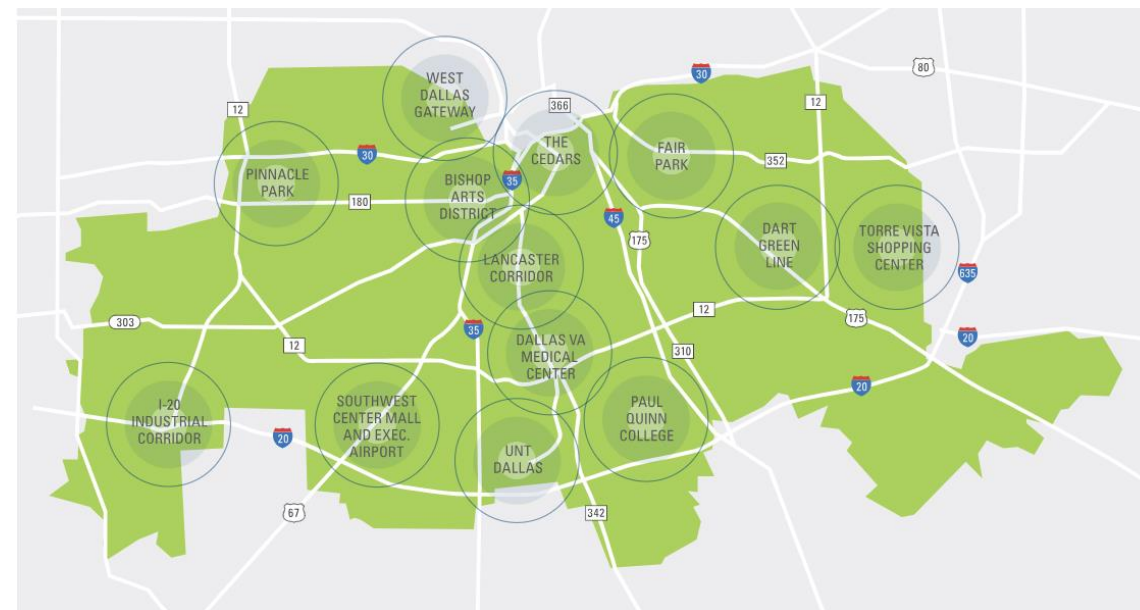 WEST
DALLAS
GATEWAY
30
80
12
366
12
THE
CEDARS
FAIR
PARK
30
352
PINNACLE
PARK
180
BISHOP
ARTS
DISTRICT
35
45
175
DART
GREEN
LINE
TORRE VISTA
SHOPPING
CENTER
LANCASTER
CORRIDOR
635
303
12
35
12
175
20
DALLAS VA
MEDICAL
CENTER
310
20
I-20
INDUSTRIAL
CORRIDOR
SOUTHWEST
CENTER MALL
AND EXEC.
AIRPORT
PAUL
QUINN
COLLEGE
20
UNT
DALLAS
67
342